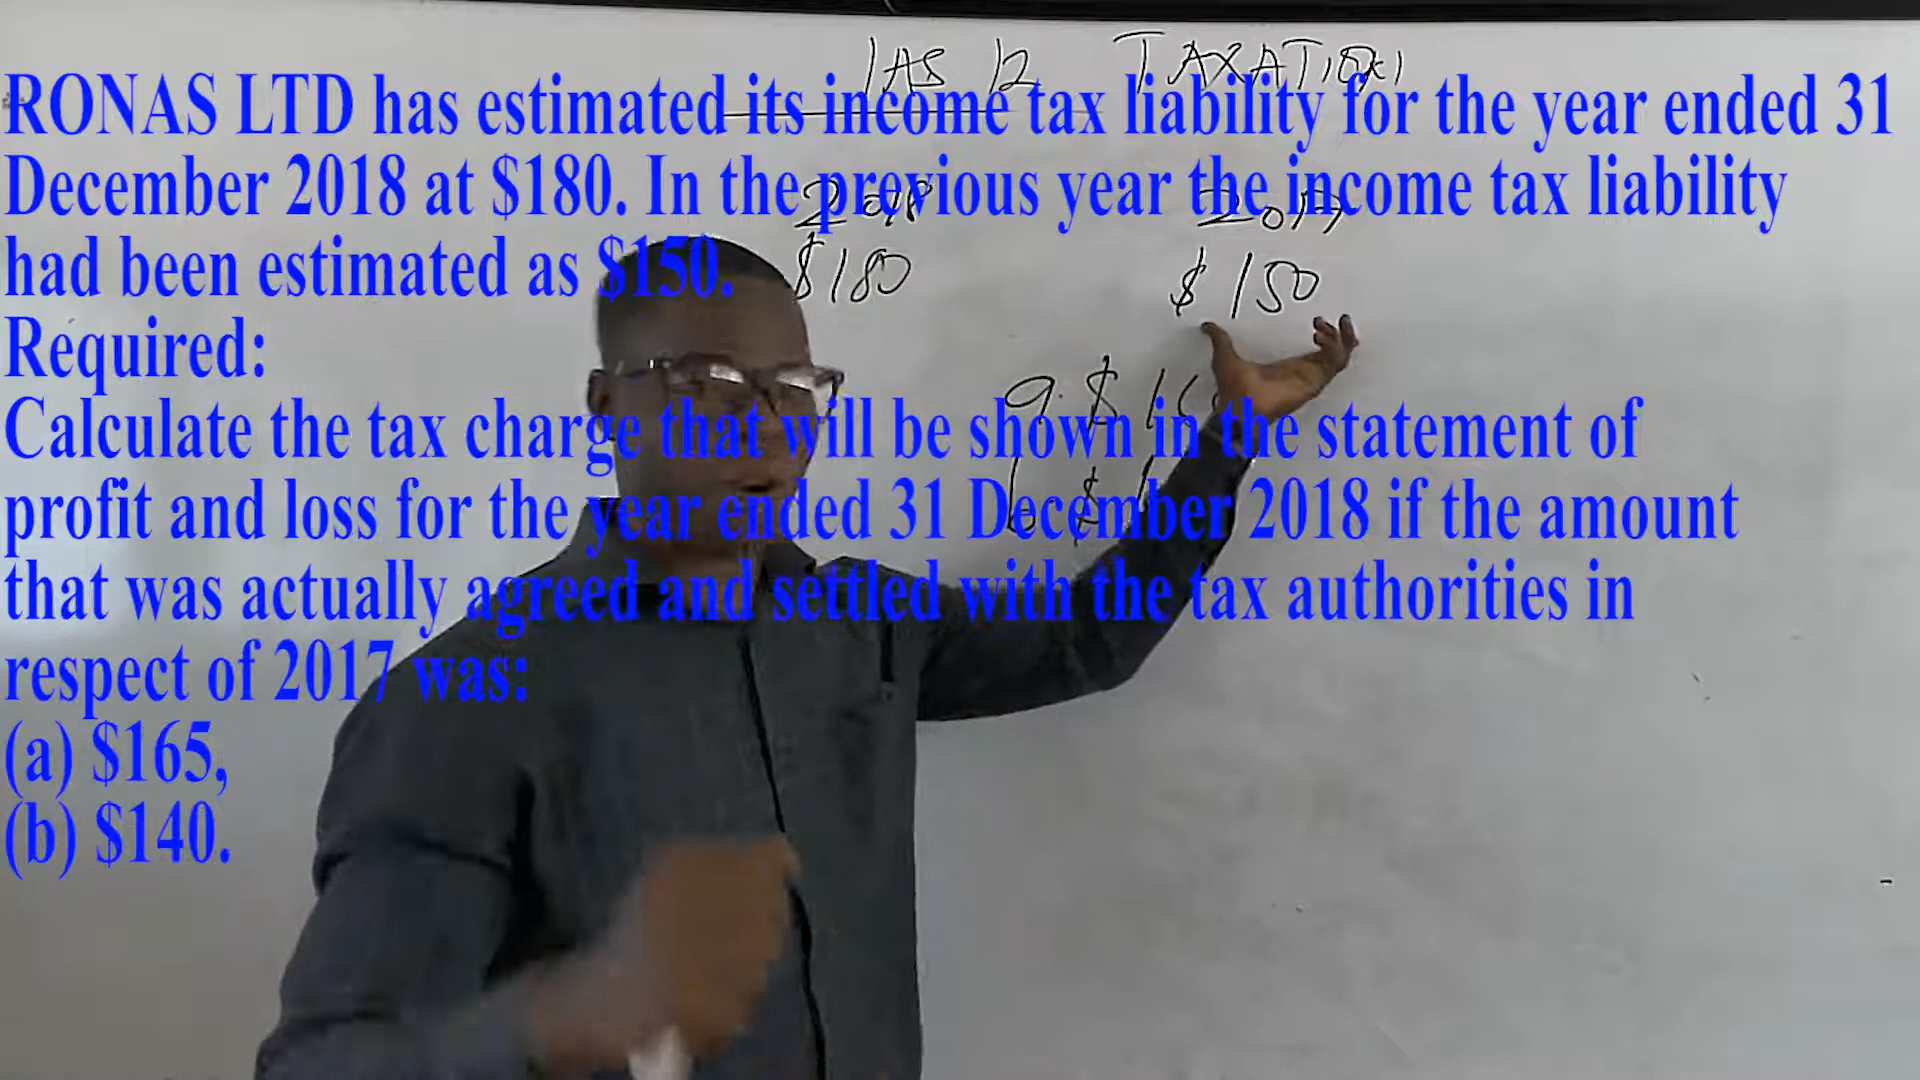 IAS 12 TAXATION
RONAS LTD has estimated its income tax liability for the year ended 31
December 2018 at $180. In the previous year the income tax liability
2018 2017
had been estimated as $150.
$180 $150
Required:
a. $
Calculate the tax charge that will be shown in the statement of
b. $
profit and loss for the year ended 31 December 2018 if the amount
that was actually agreed and settled with the tax authorities in
respect of 2017 was:
(a) $165,
(b) $140.